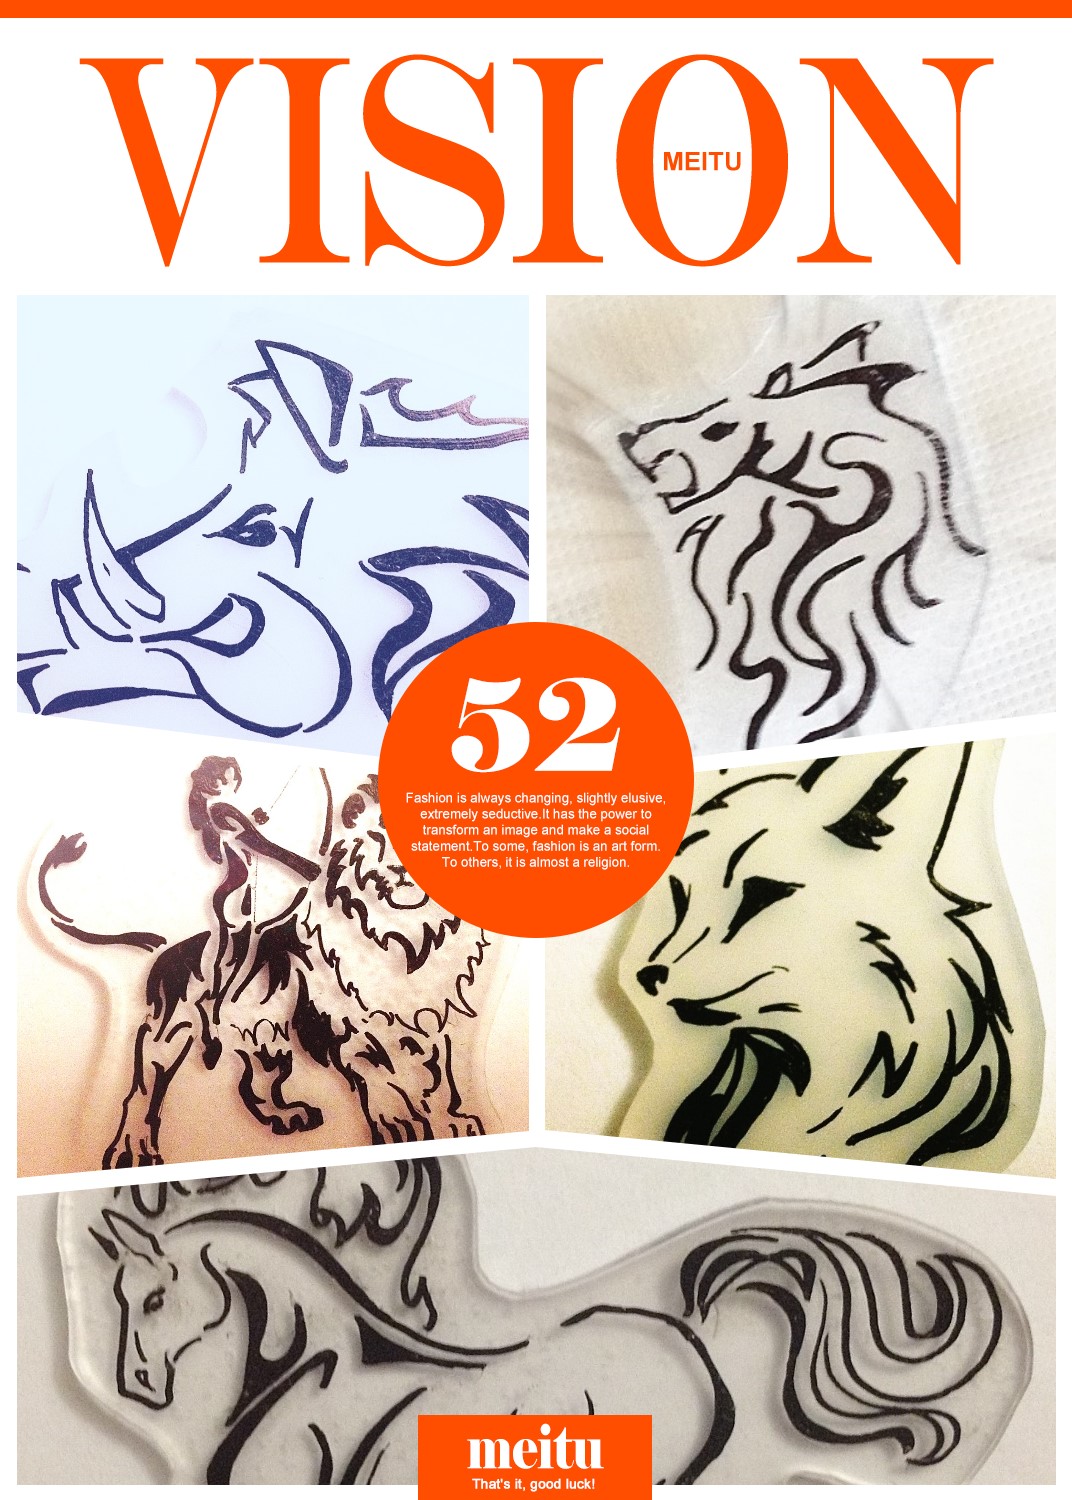 VISION
MEITU
52
Fashion is always changing, slightly elusive,
extremely seductive.It has the power to
transform an image and make a social
statement.To some, fashion is an art form.
To others, it is almost a religion.
meitu
That's it, good luck!